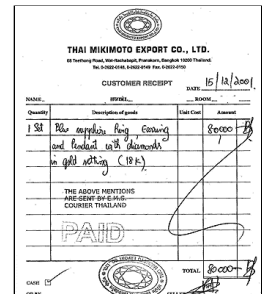 THAI MIKIMOTO EXPORT CO., LTD.
CUSTOMER RECEIPT
DATE 15/12/2001
NAME HOTEL ROOM
Quantity Description of goods Unit Cost Amount
1 Set Blue sapphire Ring Earring 80000
and Pendant with diamonds
in gold setting (18K)
THE ABOVE MENTIONS
ARE SENT BY E.M.S.
COURIER THAILAND
PAID
TOTAL 80000
CASH